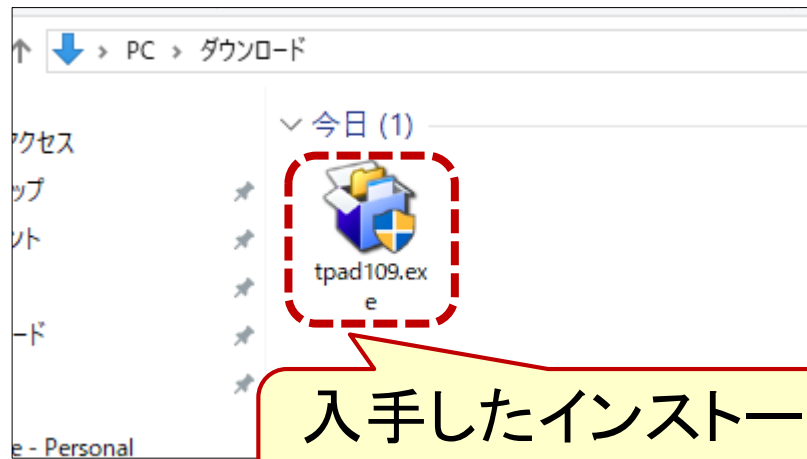 PC > ダウンロード
今日 (1)
アクセス
ップ
ント
ード
e - Personal
tpad109.ex
e
入手したインストー